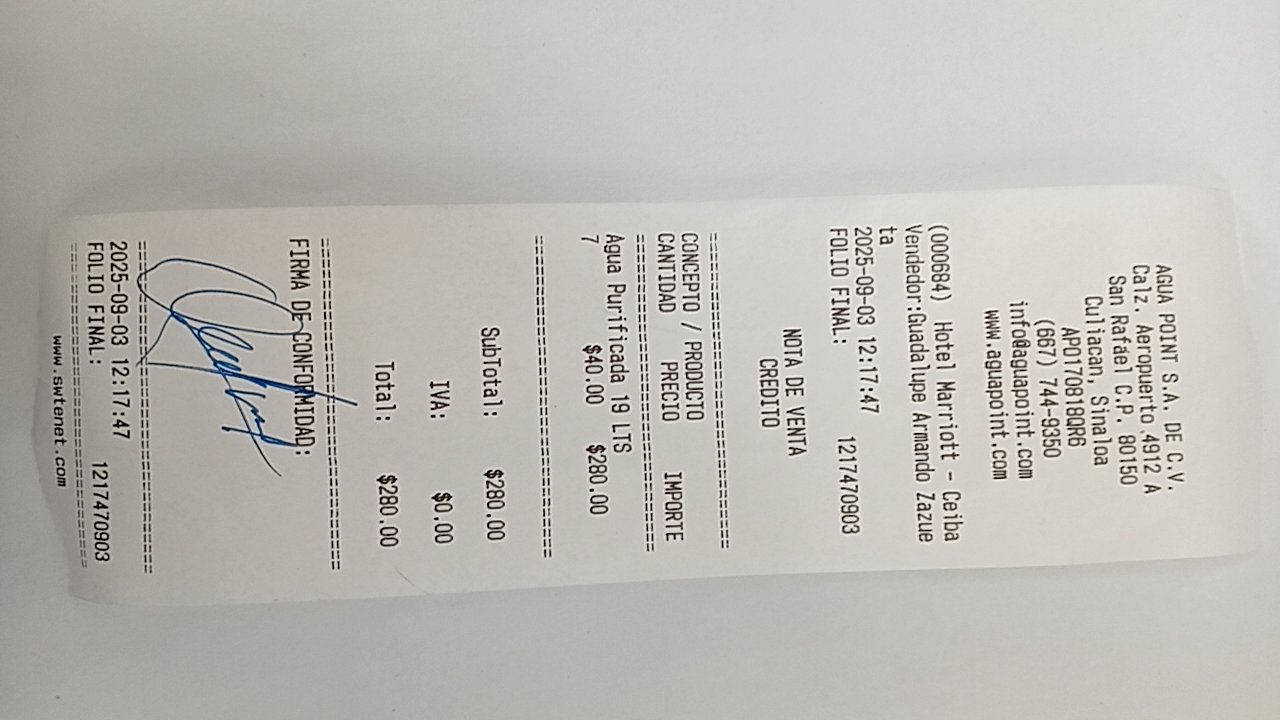 AGUA POINT S.A. DE C.V.
Calz. Aeropuerto 4912 A
San Rafael C.P. 80150
Culiacan, Sinaloa
APO170818QR6
(667) 744-9350
info@aguapoint.com
www.aguapoint.com
(000684) Hotel Marriott - Ceiba
Vendedor:Guadalupe Armando Zazue
ta
2025-09-03 12:17:47
FOLIO FINAL: 1217470903
NOTA DE VENTA
CREDITO
================================
CONCEPTO / PRODUCTO
CANTIDAD PRECIO IMPORTE
================================
Agua Purificada 19 LTS
7 $40.00 $280.00
================================
SubTotal: $280.00
IVA: $0.00
Total: $280.00
================================
FIRMA DE CONFORMIDAD:
================================
2025-09-03 12:17:47
FOLIO FINAL: 1217470903
================================
www.swtenet.com